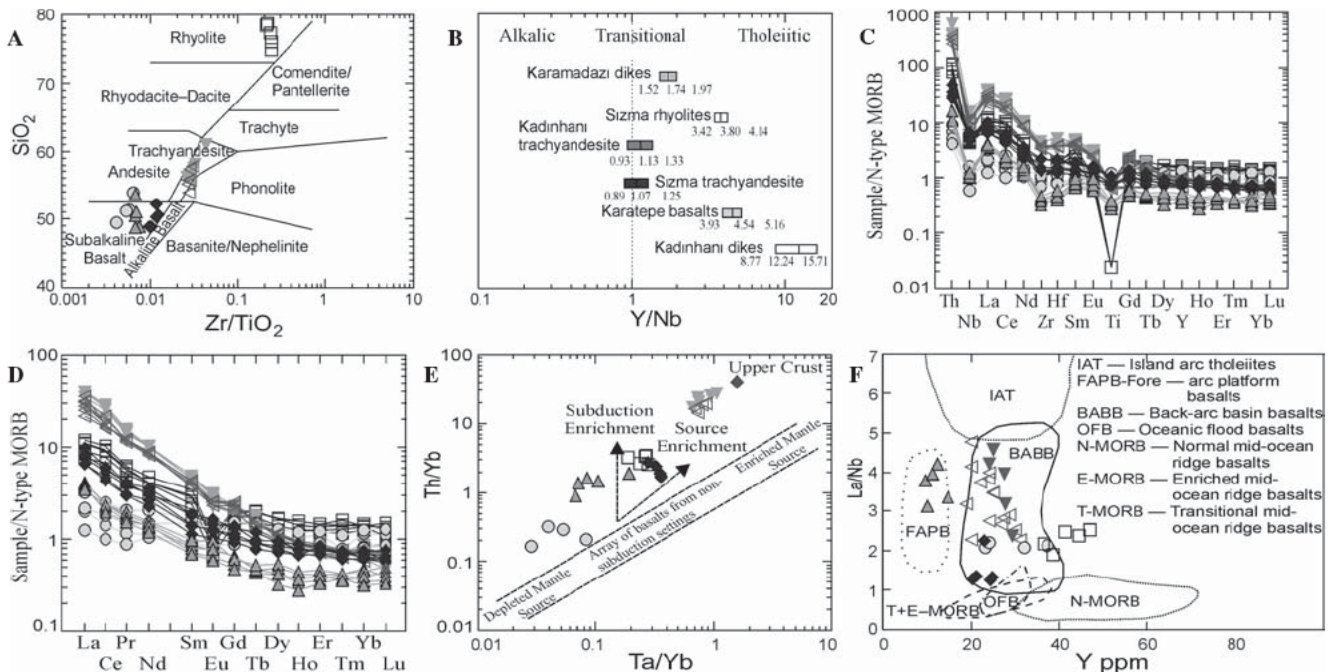 A
SiO2
80
70
60
50
40
Rhyolite
Comendite/
Pantellerite
Rhyodacite–Dacite
Trachyte
Trachyandesite
Andesite
Phonolite
Subalkaline
Basalt
Alkaline Basalt
Basanite/Nephelinite
0.001 0.01 0.1 1 10
Zr/TiO2
B
Alkalic Transitional Tholeiitic
Karamadazı dikes
1.52 1.74 1.97
Sızma rhyolites
3.42 3.80 4.14
Kadınhanı
trachyandesite
0.93 1.13 1.33
Sızma trachyandesite
0.89 1.07 1.25
Karatepe basalts
3.93 4.54 5.16
Kadınhanı dikes
8.77 12.24 15.71
0.1 1.0 10 20
Y/Nb
C
Sample/N-type MORB
1000
100
10
1
0.1
0.01
Th La Nd Hf Eu Gd Dy Ho Tm Lu
Nb Ce Zr Sm Ti Tb Y Er Yb
D
Sample/N-type MORB
100
10
1
0.1
La Pr Sm Gd Dy Er Yb
Ce Nd Eu Tb Ho Tm Lu
E
Th/Yb
100
10
1
0.1
0.01
Upper Crust
Subduction
Enrichment
Source
Enrichment
Enriched Mantle
Source
Array of basalts from non-
subduction settings
Depleted Mantle
Source
0.01 0.1 1 10
Ta/Yb
F
La/Nb
7
6
5
4
3
2
1
0
IAT
BABB
FAPB
T+E–MORB
OFB
N-MORB
IAT — Island arc tholeiites
FAPB-Fore — arc platform
basalts
BABB — Back-arc basin basalts
OFB — Oceanic flood basalts
N-MORB — Normal mid-ocean
ridge basalts
E-MORB — Enriched mid-
ocean ridge basalts
T-MORB — Transitional mid-
ocean ridge basalts
0 20 40 60 80
Y ppm